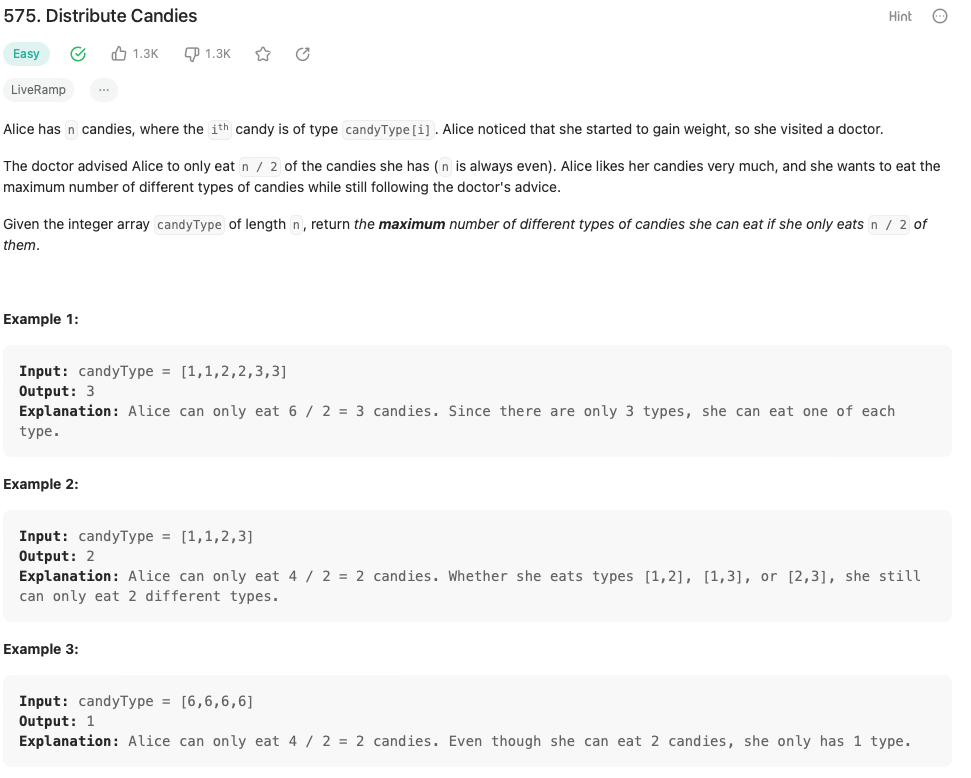 575. Distribute Candies
Hint
Easy 1.3K 1.3K
LiveRamp ...
Alice has n candies, where the ith candy is of type candyType[i]. Alice noticed that she started to gain weight, so she visited a doctor.
The doctor advised Alice to only eat n / 2 of the candies she has (n is always even). Alice likes her candies very much, and she wants to eat the
maximum number of different types of candies while still following the doctor's advice.
Given the integer array candyType of length n, return the maximum number of different types of candies she can eat if she only eats n / 2 of
them.
Example 1:
Input: candyType = [1,1,2,2,3,3]
Output: 3
Explanation: Alice can only eat 6 / 2 = 3 candies. Since there are only 3 types, she can eat one of each
type.
Example 2:
Input: candyType = [1,1,2,3]
Output: 2
Explanation: Alice can only eat 4 / 2 = 2 candies. Whether she eats types [1,2], [1,3], or [2,3], she still
can only eat 2 different types.
Example 3:
Input: candyType = [6,6,6,6]
Output: 1
Explanation: Alice can only eat 4 / 2 = 2 candies. Even though she can eat 2 candies, she only has 1 type.